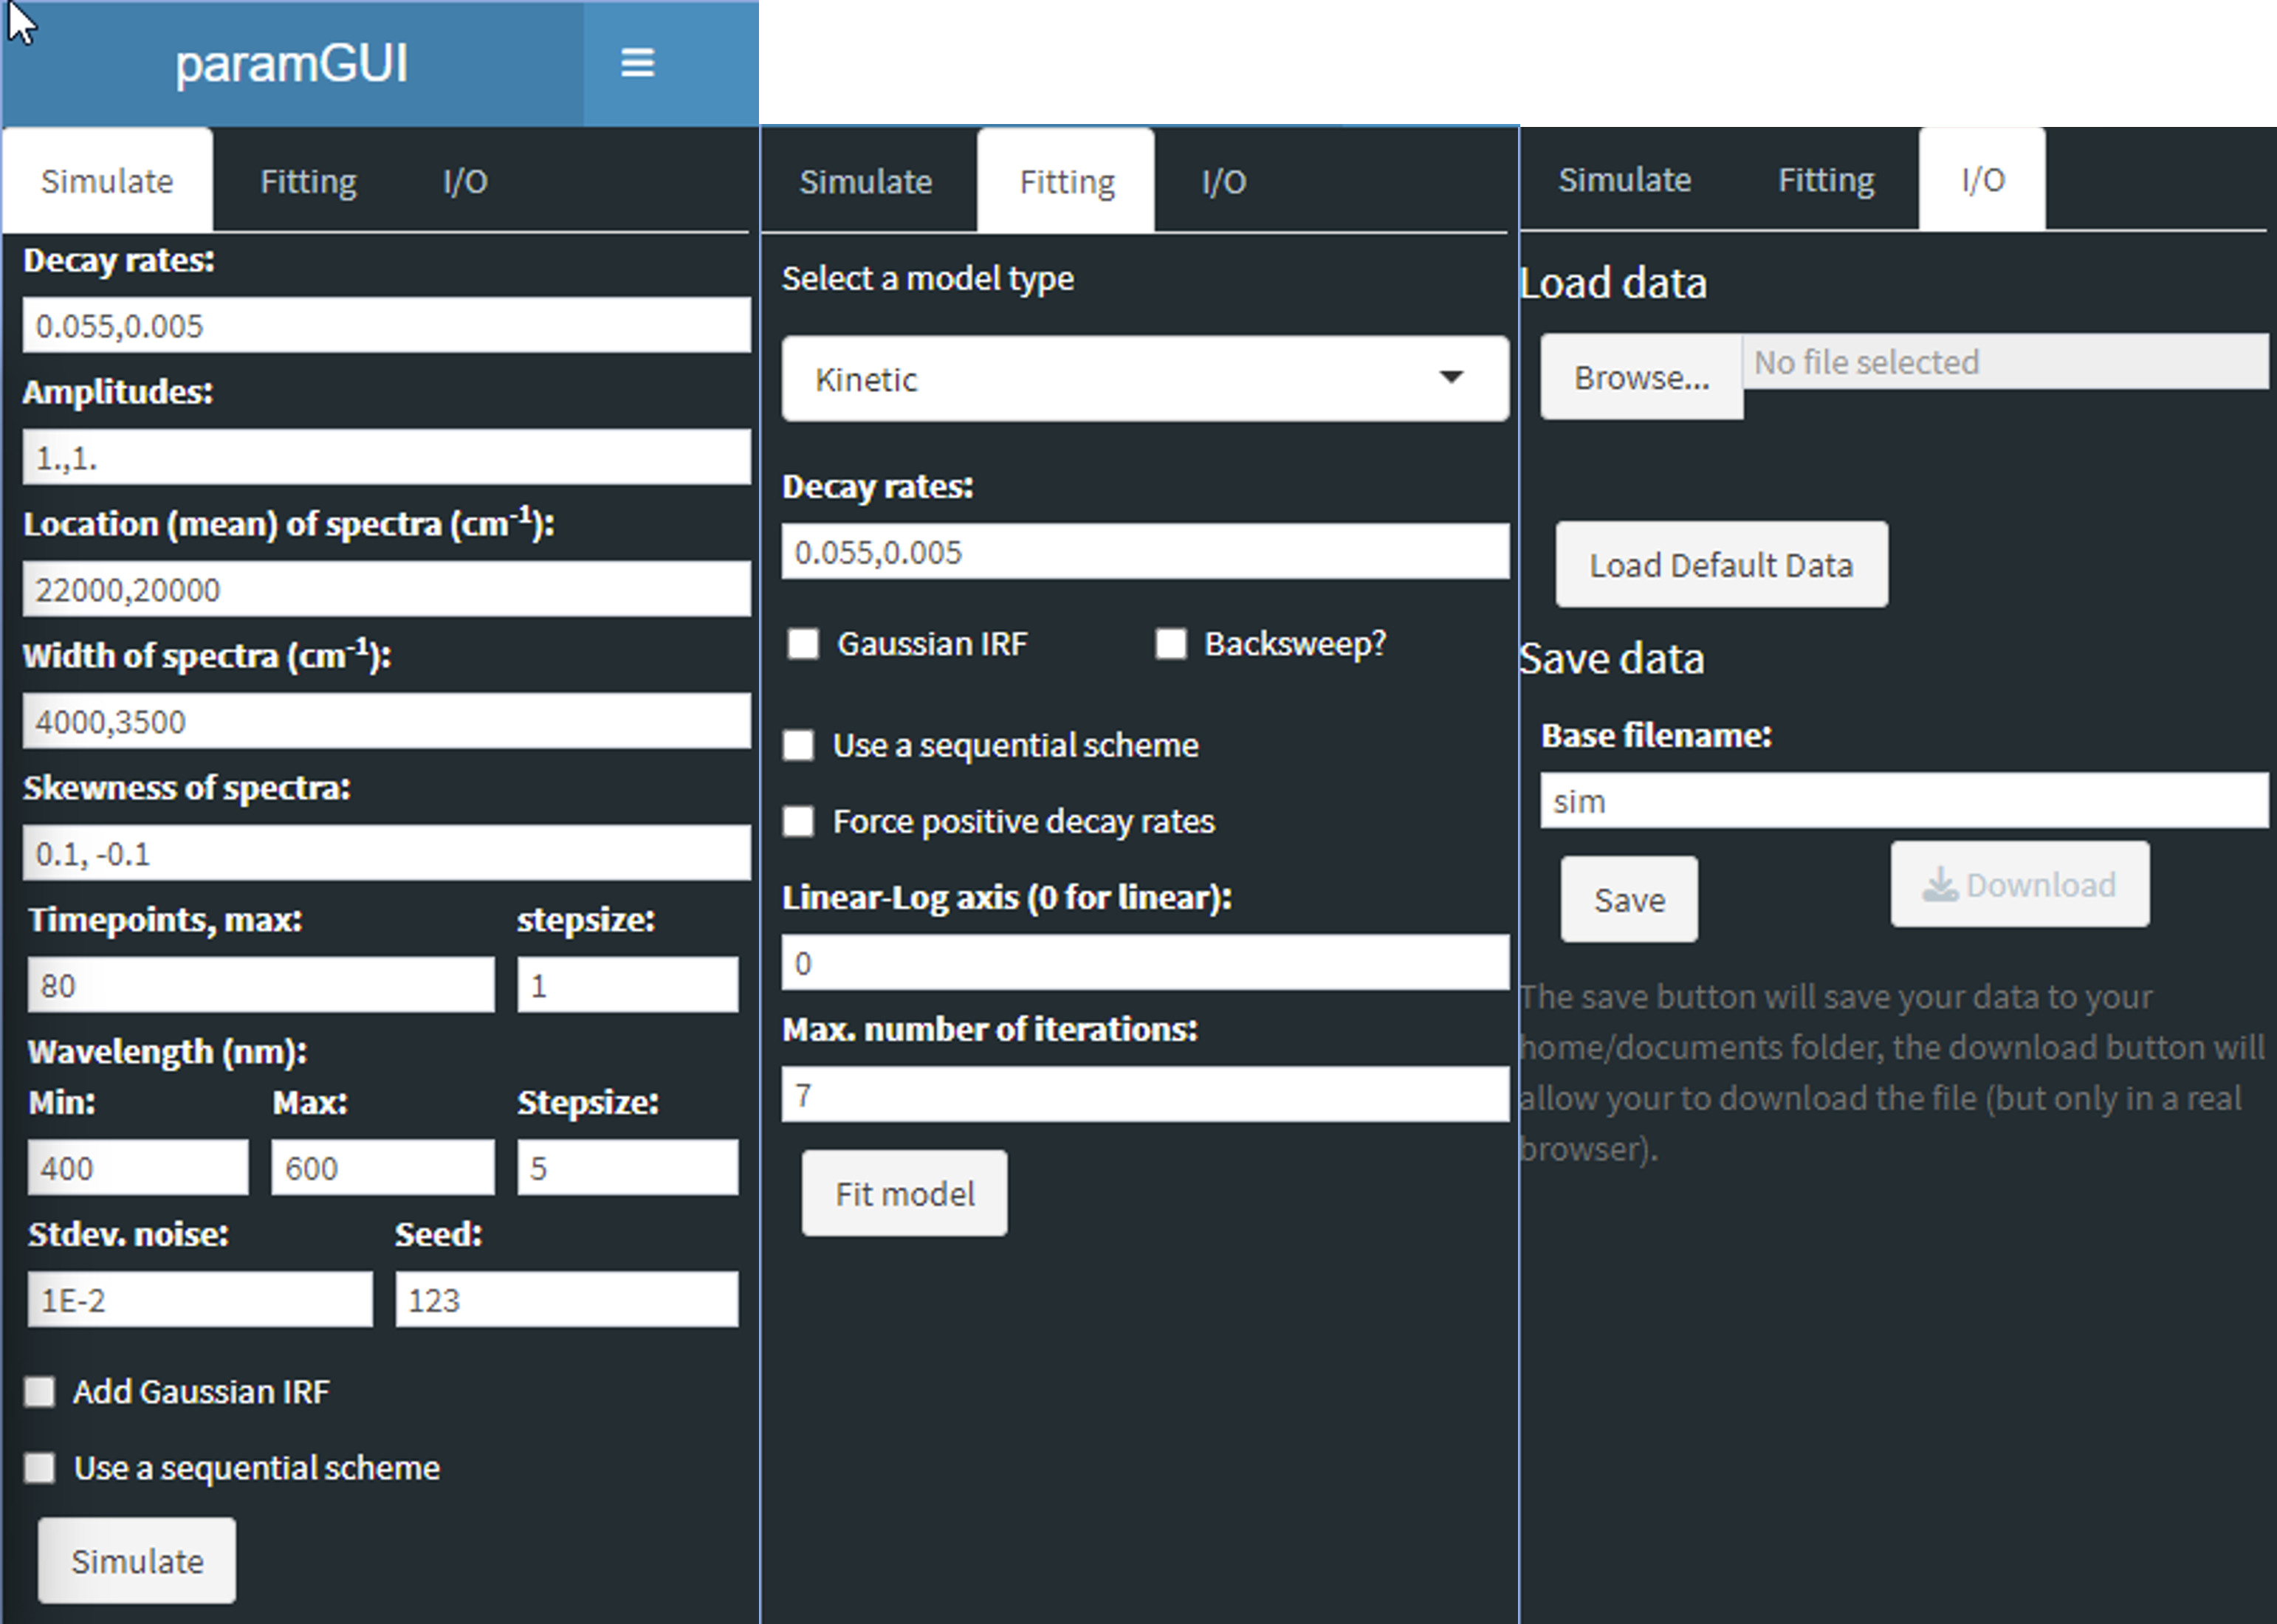 paramGUI
Simulate Fitting I/O
Decay rates:
0.055,0.005
Amplitudes:
1.,1.
Location (mean) of spectra (cm⁻¹):
22000,20000
Width of spectra (cm⁻¹):
4000,3500
Skewness of spectra:
0.1, -0.1
Timepoints, max: stepsize:
80 1
Wavelength (nm):
Min: Max: Stepsize:
400 600 5
Stdev. noise: Seed:
1E-2 123
Add Gaussian IRF
Use a sequential scheme
Simulate
Simulate Fitting I/O
Select a model type
Kinetic
Decay rates:
0.055,0.005
Gaussian IRF Backsweep?
Use a sequential scheme
Force positive decay rates
Linear-Log axis (0 for linear):
0
Max. number of iterations:
7
Fit model
Simulate Fitting I/O
Load data
Browse... No file selected
Load Default Data
Save data
Base filename:
sim
Save Download
The save button will save your data to your
home/documents folder, the download button will
allow your to download the file (but only in a real
browser).